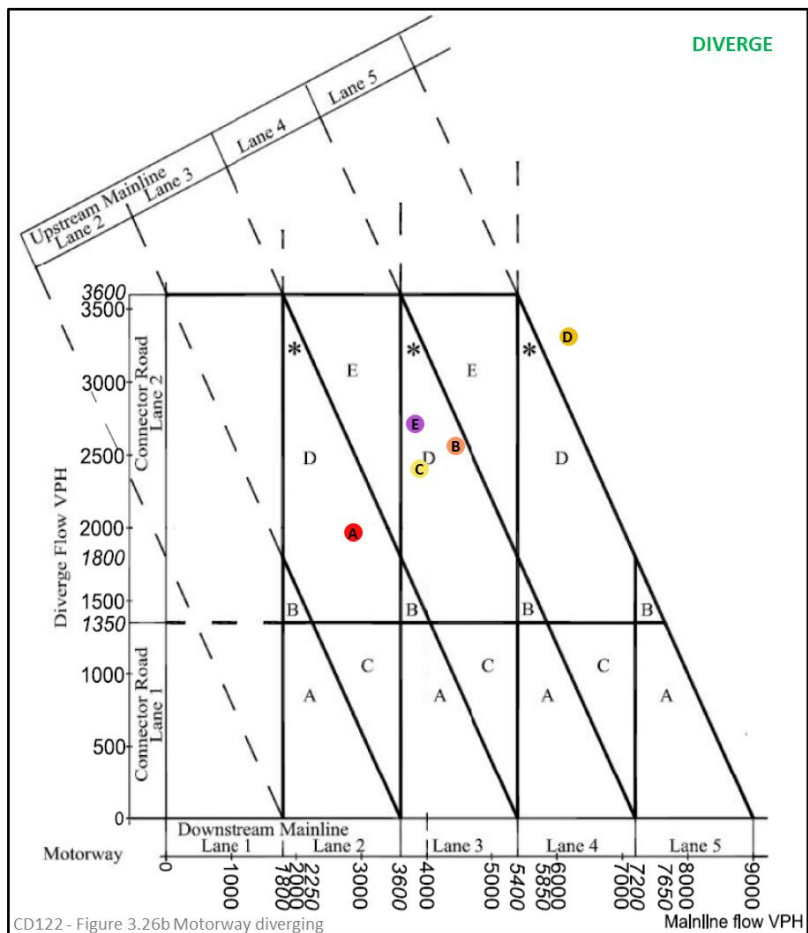 DIVERGE
Upstream Mainline
Lane 2
Lane 3
Lane 4
Lane 5
Diverge Flow VPH
3600
3500
3000
2500
2000
1800
1500
1350
1000
500
0
Connector Road
Lane 2
Connector Road
Lane 1
* * * D
E E
E
B
D C D D
A
B B B B
C C C
A A A A
Downstream Mainline
Motorway Lane 1 Lane 2 Lane 3 Lane 4 Lane 5
0 1000 1800 2000 2250 3000 3600 4000 5000 5400 5850 6000 7000 7200 7650 8000 9000
CD122 - Figure 3.26b Motorway diverging
Mainline flow VPH